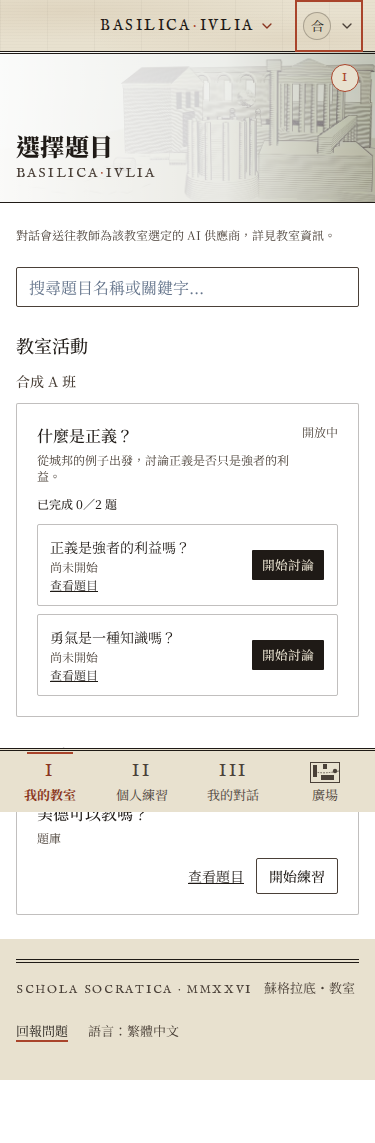 BASILICA·IVLIA
合
I
選擇題目
BASILICA·IVLIA
對話會送往教師為該教室選定的 AI 供應商，詳見教室資訊。
搜尋題目名稱或關鍵字...
教室活動
合成 A 班
什麼是正義？
開放中
從城邦的例子出發，討論正義是否只是強者的利
益。
已完成 0／2 題
正義是強者的利益嗎？
尚未開始
查看題目
開始討論
勇氣是一種知識嗎？
尚未開始
查看題目
開始討論
I
我的教室
II
個人練習
III
我的對話
廣場
美德可以教嗎？
題庫
查看題目
開始練習
SCHOLA SOCRATICA · MMXXVI
蘇格拉底・教室
回報問題
語言：繁體中文